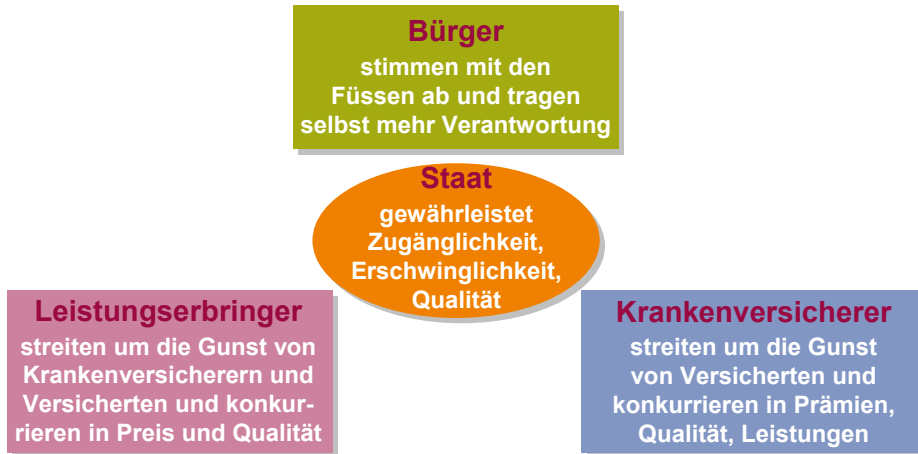 Bürger
stimmen mit den
Füssen ab und tragen
selbst mehr Verantwortung
Staat
gewährleistet
Zugänglichkeit,
Erschwinglichkeit,
Qualität
Leistungserbringer
streiten um die Gunst von
Krankenversicherern und
Versicherten und konkur-
rieren in Preis und Qualität
Krankenversicherer
streiten um die Gunst
von Versicherten und
konkurrieren in Prämien,
Qualität, Leistungen